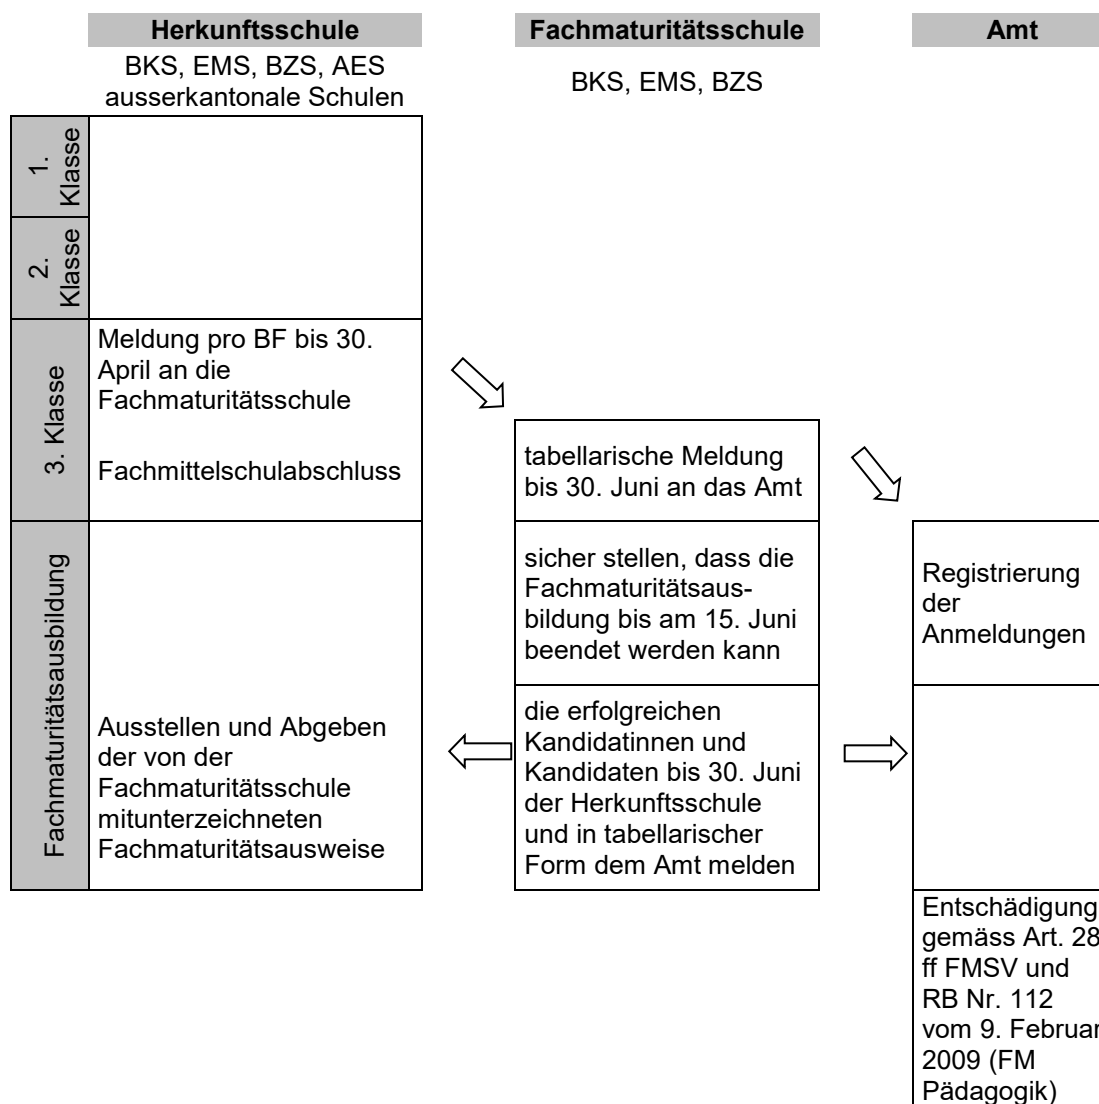 Herkunftsschule
Fachmaturitätsschule
Amt
BKS, EMS, BZS, AES
ausserkantonale Schulen
BKS, EMS, BZS
1.
Klasse
2.
Klasse
3. Klasse
Meldung pro BF bis 30.
April an die
Fachmaturitätsschule
Fachmittelschulabschluss
tabellarische Meldung
bis 30. Juni an das Amt
Fachmaturitätsausbildung
sicher stellen, dass die
Fachmaturitätsaus-
bildung bis am 15. Juni
beendet werden kann
Registrierung
der
Anmeldungen
Ausstellen und Abgeben
der von der
Fachmaturitätsschule
mitunterzeichneten
Fachmaturitätsausweise
die erfolgreichen
Kandidatinnen und
Kandidaten bis 30. Juni
der Herkunftsschule
und in tabellarischer
Form dem Amt melden
Entschädigung
gemäss Art. 28
ff FMSV und
RB Nr. 112
vom 9. Februar
2009 (FM
Pädagogik)